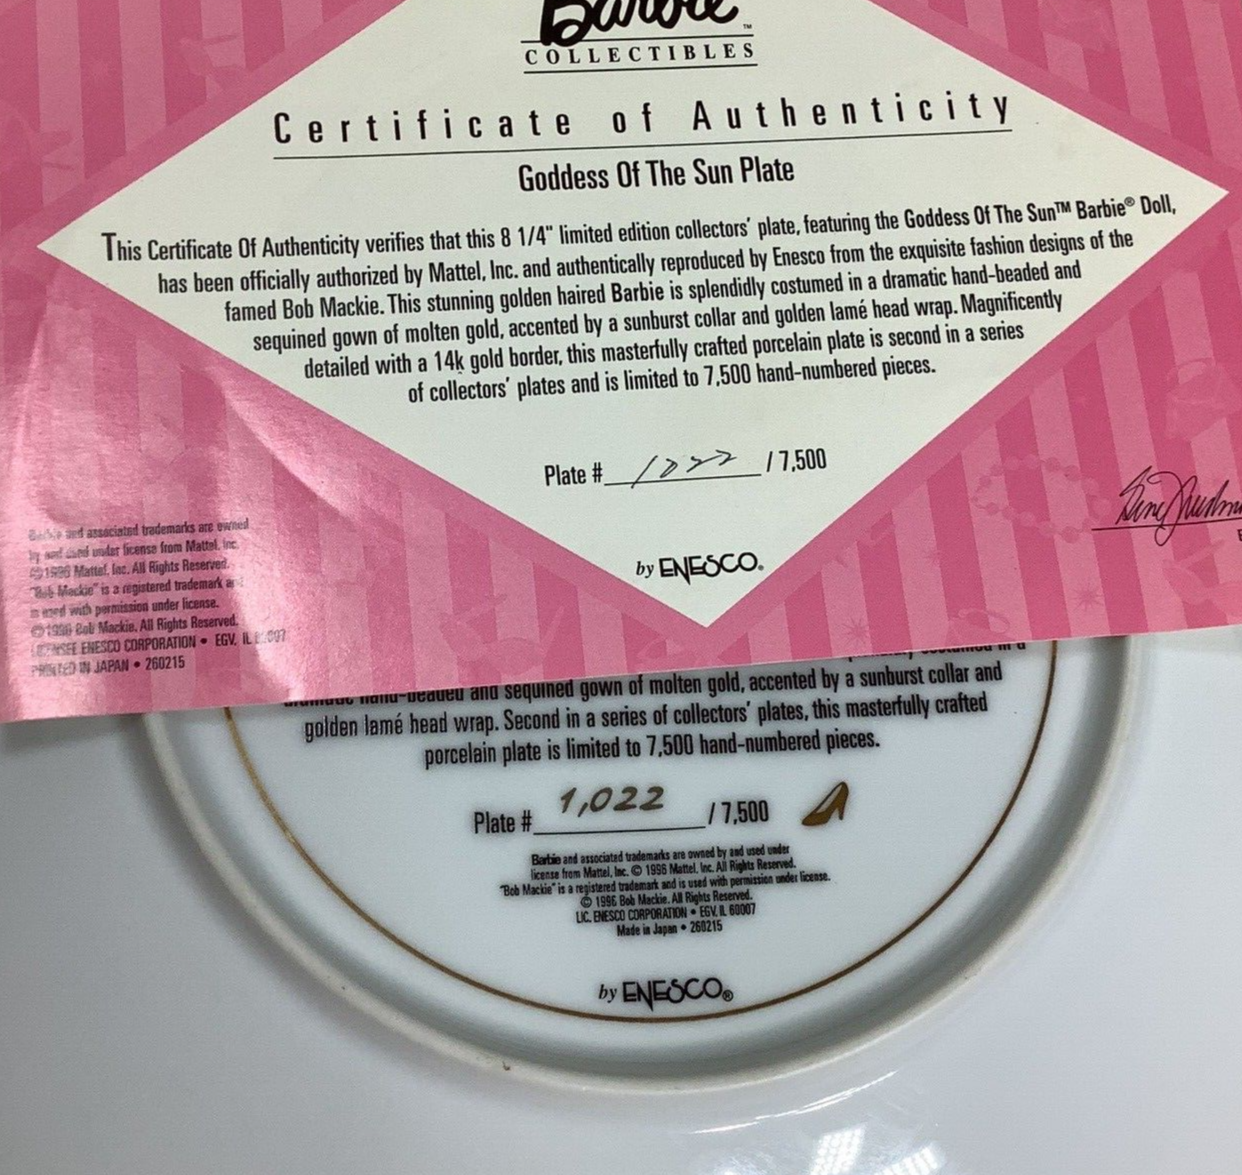 Barbie™
COLLECTIBLES
Certificate of Authenticity
Goddess Of The Sun Plate
This Certificate Of Authenticity verifies that this 8 1/4" limited edition collectors' plate, featuring the Goddess Of The Sun™ Barbie® Doll,
has been officially authorized by Mattel, Inc. and authentically reproduced by Enesco from the exquisite fashion designs of the
famed Bob Mackie. This stunning golden haired Barbie is splendidly costumed in a dramatic hand-beaded and
sequined gown of molten gold, accented by a sunburst collar and golden lamé head wrap. Magnificently
detailed with a 14k gold border, this masterfully crafted porcelain plate is second in a series
of collectors' plates and is limited to 7,500 hand-numbered pieces.
Plate # 1022 / 7,500
by ENESCO®
Barbie and associated trademarks are owned
by and used under license from Mattel, Inc.
©1996 Mattel, Inc. All Rights Reserved.
"Bob Mackie" is a registered trademark and
is used with permission under license.
©1996 Bob Mackie. All Rights Reserved.
LICENSEE ENESCO CORPORATION • EGV, IL 60007
PRINTED IN JAPAN • 260215
costumed in a
dramatic hand-beaded and sequined gown of molten gold, accented by a sunburst collar and
golden lamé head wrap. Second in a series of collectors' plates, this masterfully crafted
porcelain plate is limited to 7,500 hand-numbered pieces.
Plate # 1,022 / 7,500
Barbie and associated trademarks are owned by and used under
license from Mattel, Inc. © 1996 Mattel, Inc. All Rights Reserved.
"Bob Mackie" is a registered trademark and is used with permission under license.
© 1996 Bob Mackie. All Rights Reserved.
LIC. ENESCO CORPORATION • EGV, IL 60007
Made in Japan • 260215
by ENESCO®